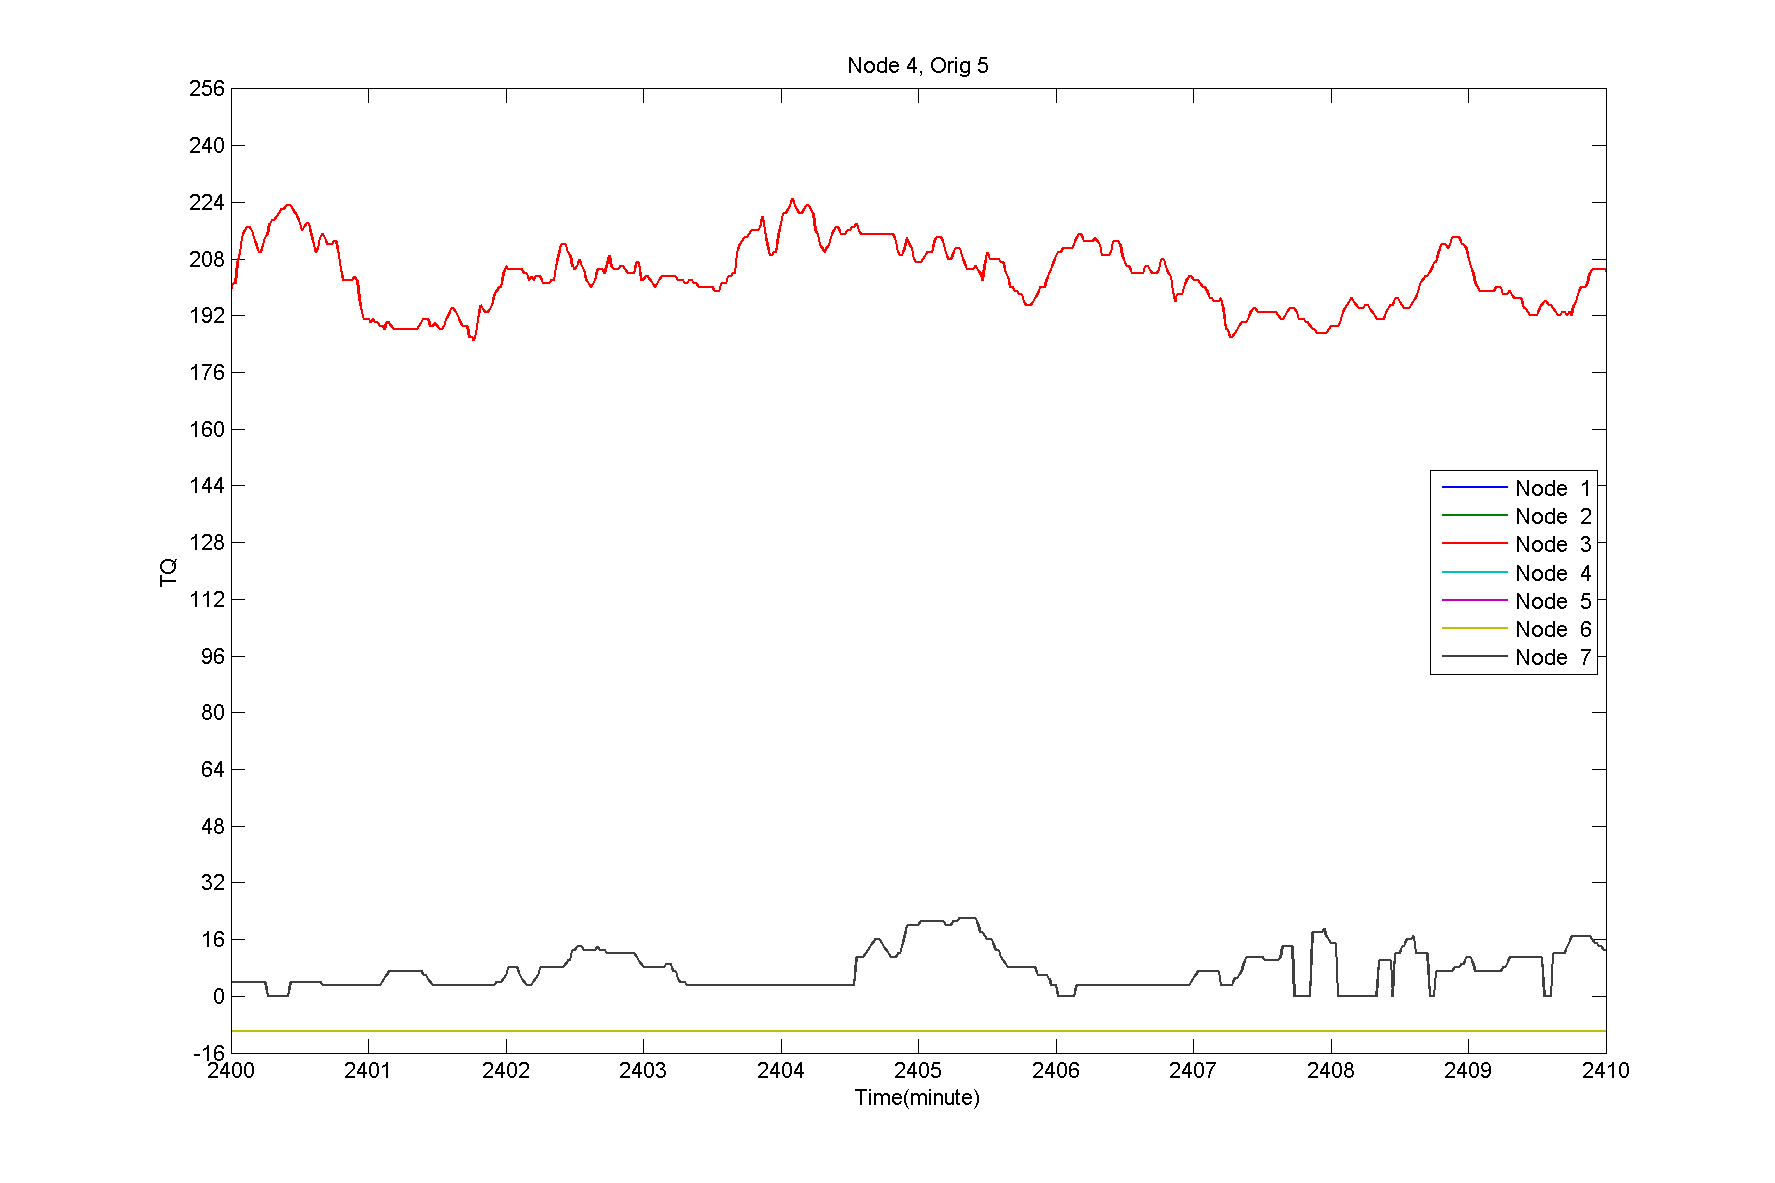 Node 4, Orig 5
256
240
224
208
192
176
160
144
128
112
96
80
64
48
32
16
0
-16
TQ
Node 1
Node 2
Node 3
Node 4
Node 5
Node 6
Node 7
2400 2401 2402 2403 2404 2405 2406 2407 2408 2409 2410
Time(minute)